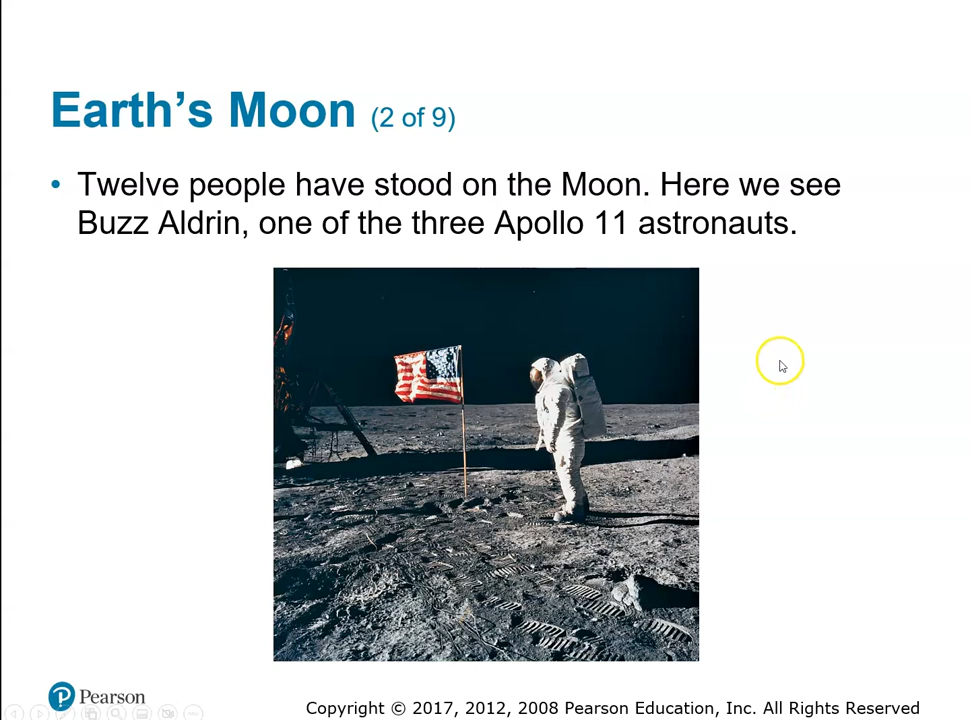 Earth's Moon (2 of 9)
• Twelve people have stood on the Moon. Here we see
Buzz Aldrin, one of the three Apollo 11 astronauts.
P Pearson
Copyright © 2017, 2012, 2008 Pearson Education, Inc. All Rights Reserved